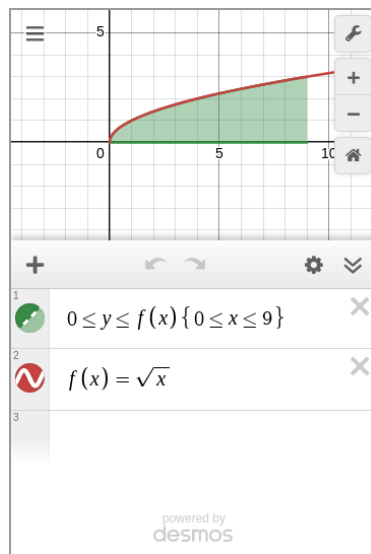 5
0
5
10
1
0 ≤ y ≤ f(x) {0 ≤ x ≤ 9}
2
f(x) = √x
3
powered by
desmos